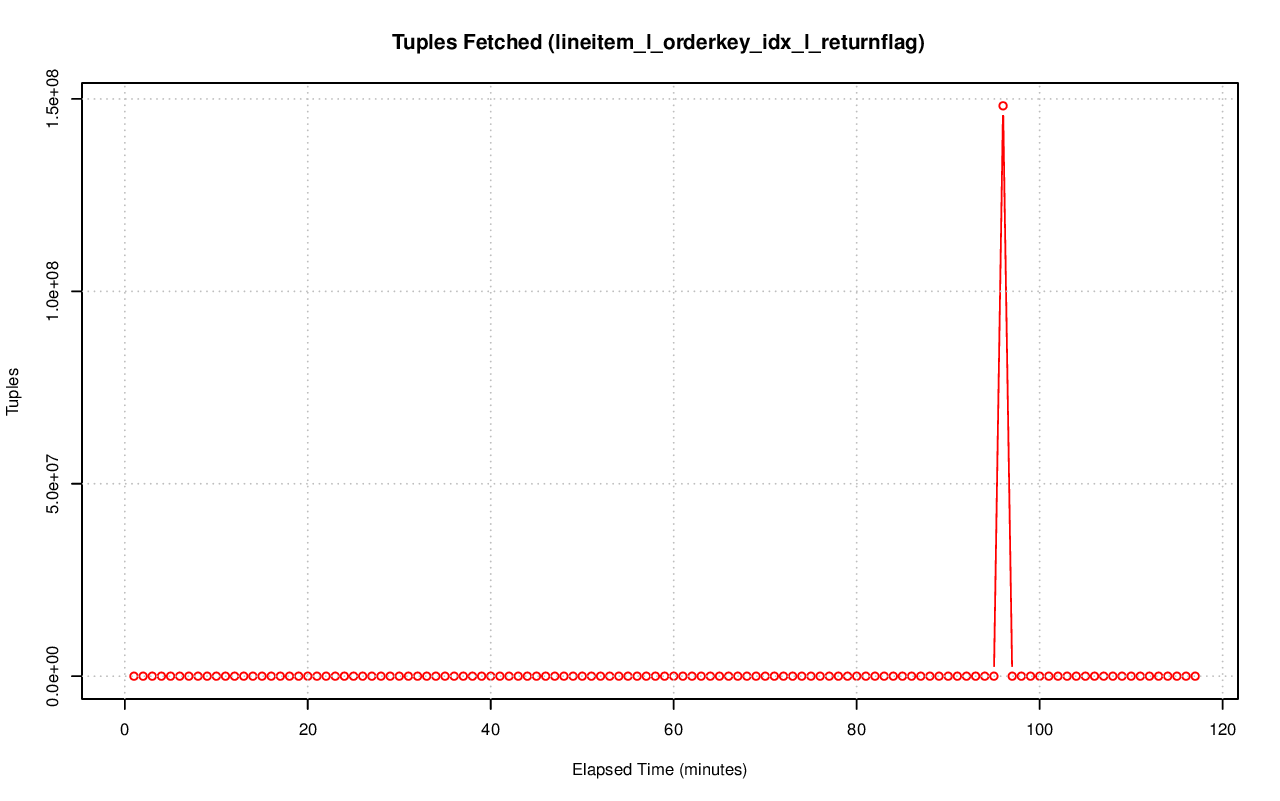 Tuples Fetched (lineitem_l_orderkey_idx_l_returnflag)
1.5e+08
1.0e+08
5.0e+07
0.0e+00
Tuples
0 20 40 60 80 100 120
Elapsed Time (minutes)